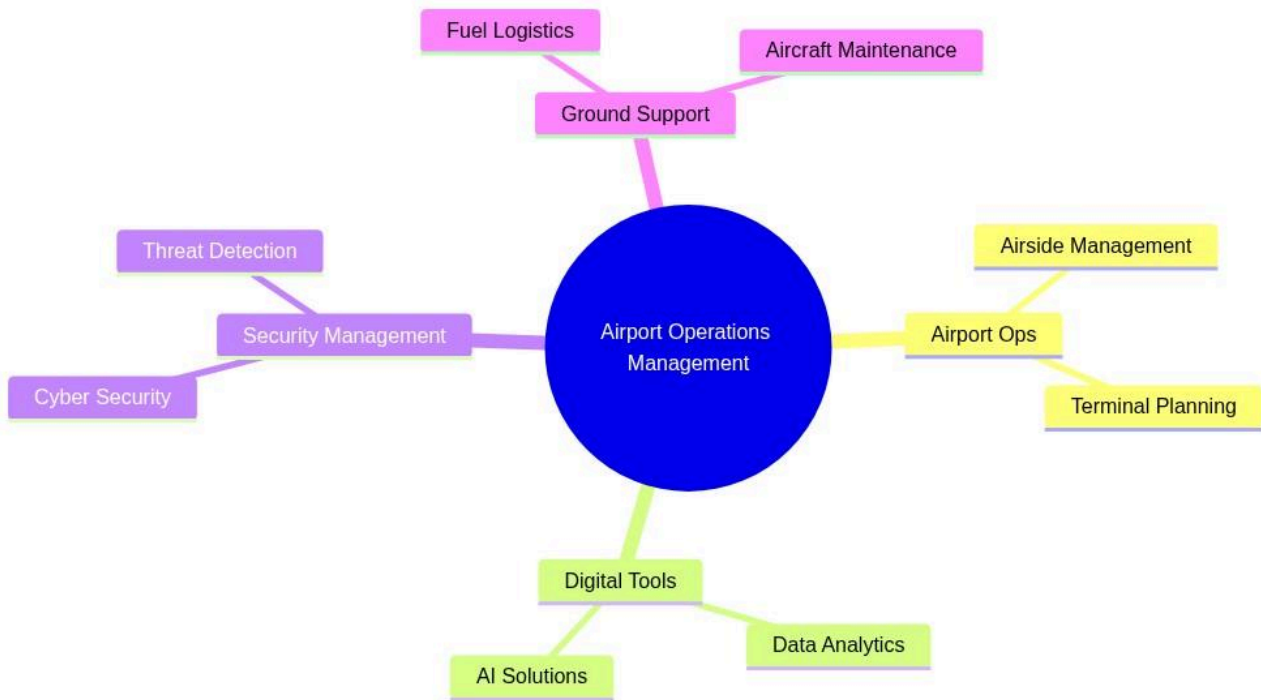 Fuel Logistics
Aircraft Maintenance
Ground Support
Threat Detection
Security Management
Cyber Security
Airport Operations
Management
Airside Management
Airport Ops
Terminal Planning
Digital Tools
AI Solutions
Data Analytics